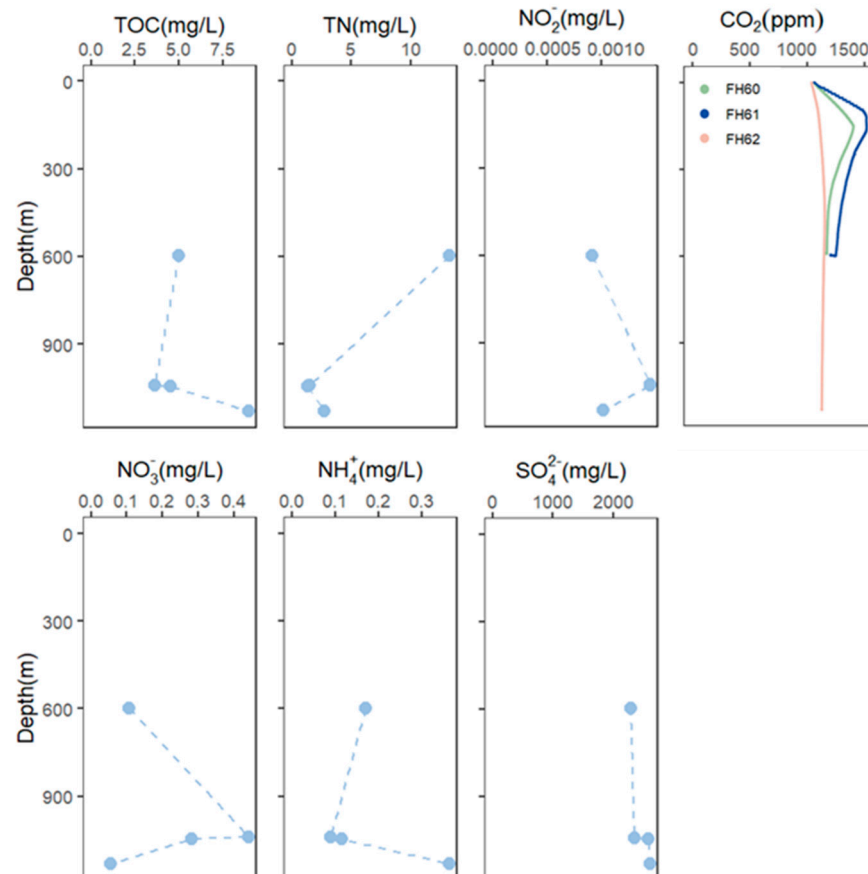 TOC(mg/L) TN(mg/L) NO₂⁻(mg/L) CO₂(ppm)
0.0 2.5 5.0 7.5 0 5 10 0.0000 0.0005 0.0010 0 500 1000 1500
0
300
600
900
Depth(m)
FH60
FH61
FH62
NO₃⁻(mg/L) NH₄⁺(mg/L) SO₄²⁻(mg/L)
0.0 0.1 0.2 0.3 0.4 0.0 0.1 0.2 0.3 0 1000 2000
0
300
600
900
Depth(m)